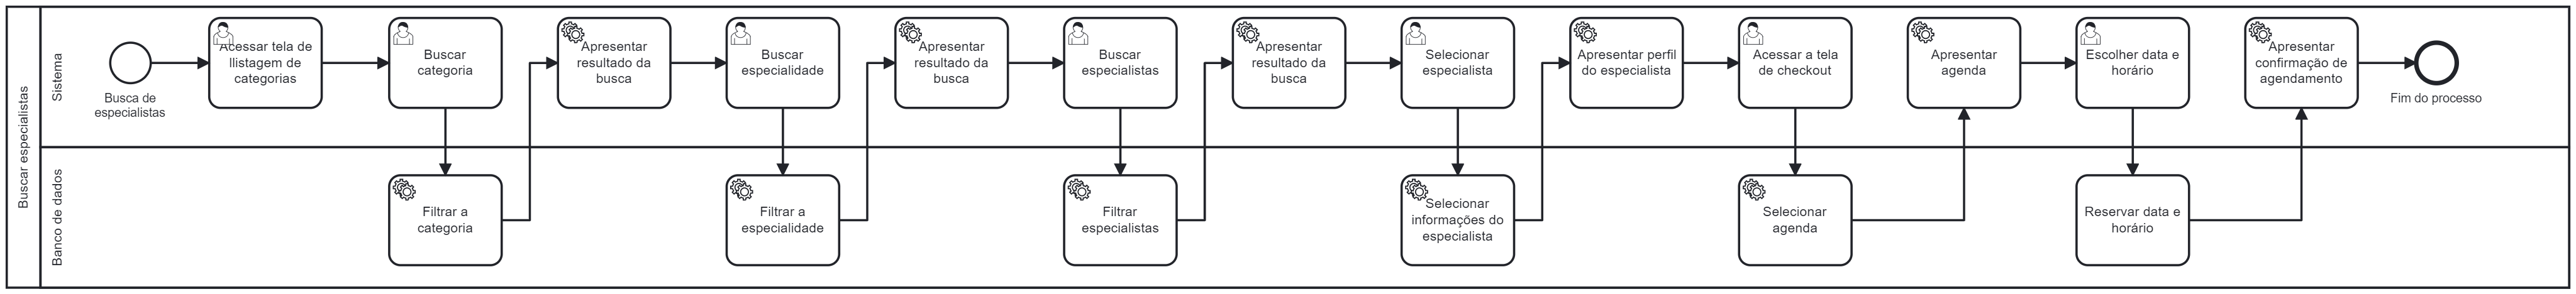 Buscar especialistas
Sistema
Busca de
especialistas
Acessar tela de
llistagem de
categorias
Buscar
categoria
Apresentar
resultado da
busca
Buscar
especialidade
Apresentar
resultado da
busca
Buscar
especialistas
Apresentar
resultado da
busca
Selecionar
especialista
Apresentar perfil
do especialista
Acessar a tela
de checkout
Apresentar
agenda
Escolher data e
horário
Apresentar
confirmação de
agendamento
Fim do processo
Banco de dados
Filtrar a
categoria
Filtrar a
especialidade
Filtrar
especialistas
Selecionar
informações do
especialista
Selecionar
agenda
Reservar data e
horário